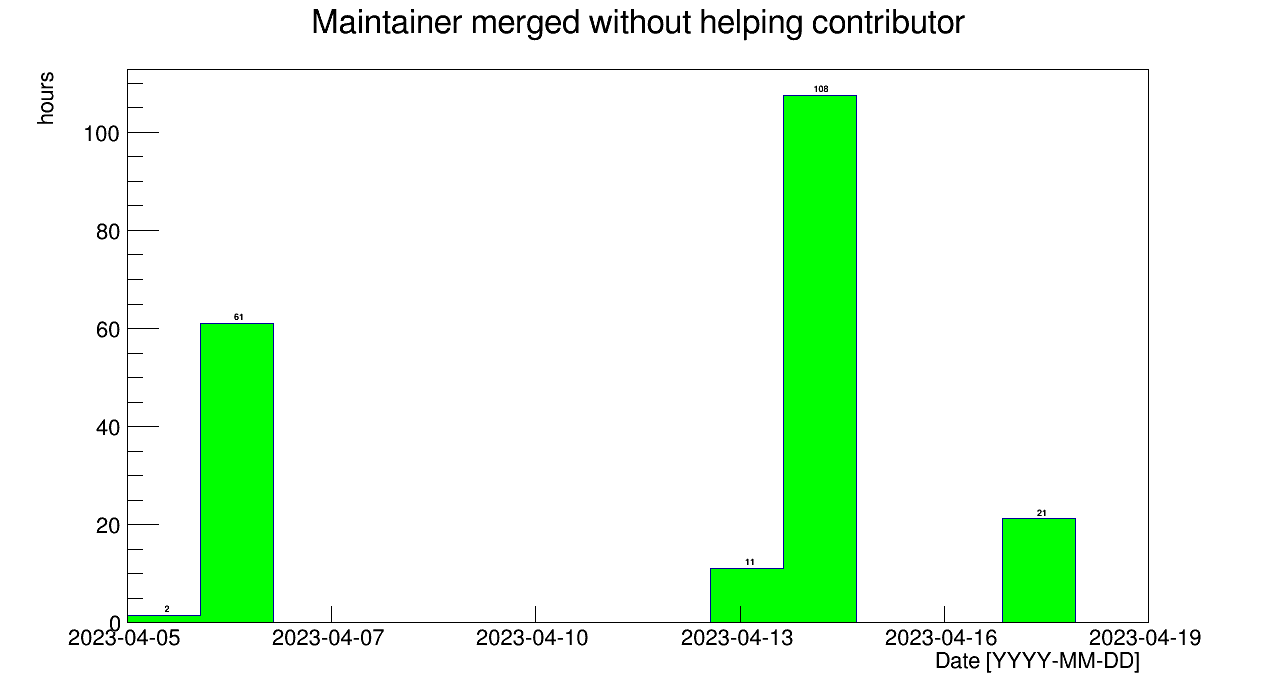 Maintainer merged without helping contributor
hours
108
100
80
61
60
40
21
20
11
2
0
2023-04-05 2023-04-07 2023-04-10 2023-04-13 2023-04-16 2023-04-19
Date [YYYY-MM-DD]